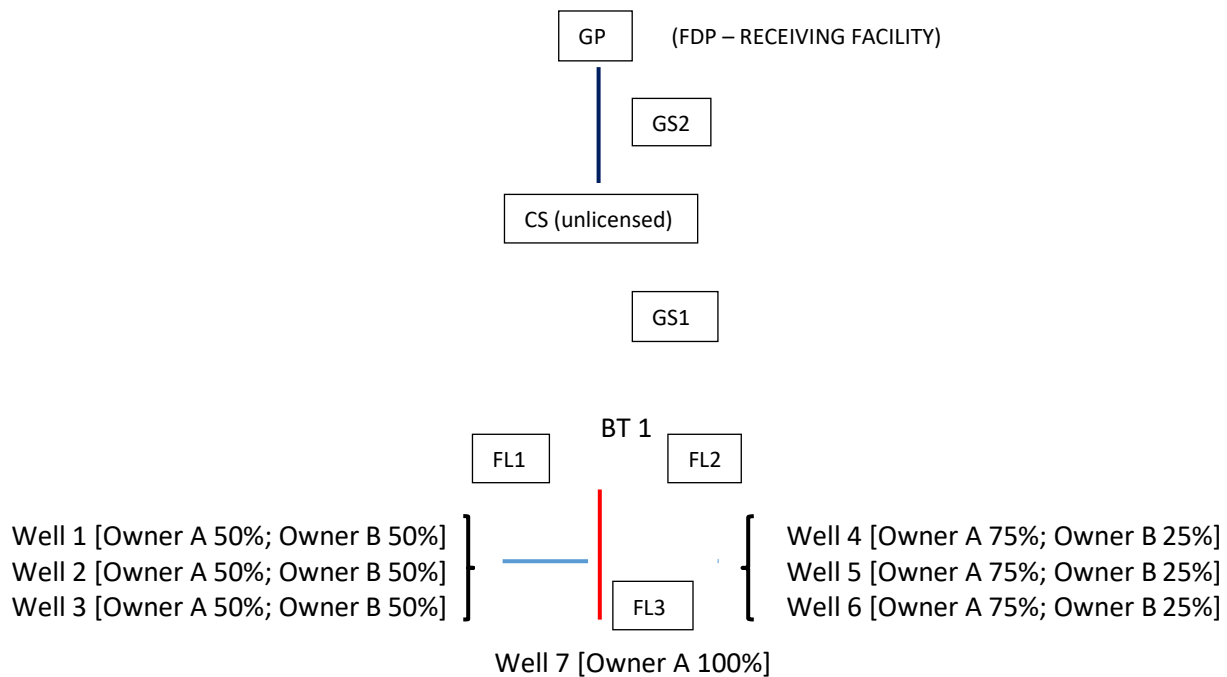 GP (FDP – RECEIVING FACILITY)
GS2
CS (unlicensed)
GS1
BT 1
FL1 FL2
Well 1 [Owner A 50%; Owner B 50%]
Well 2 [Owner A 50%; Owner B 50%]
Well 3 [Owner A 50%; Owner B 50%]
Well 4 [Owner A 75%; Owner B 25%]
Well 5 [Owner A 75%; Owner B 25%]
Well 6 [Owner A 75%; Owner B 25%]
FL3
Well 7 [Owner A 100%]